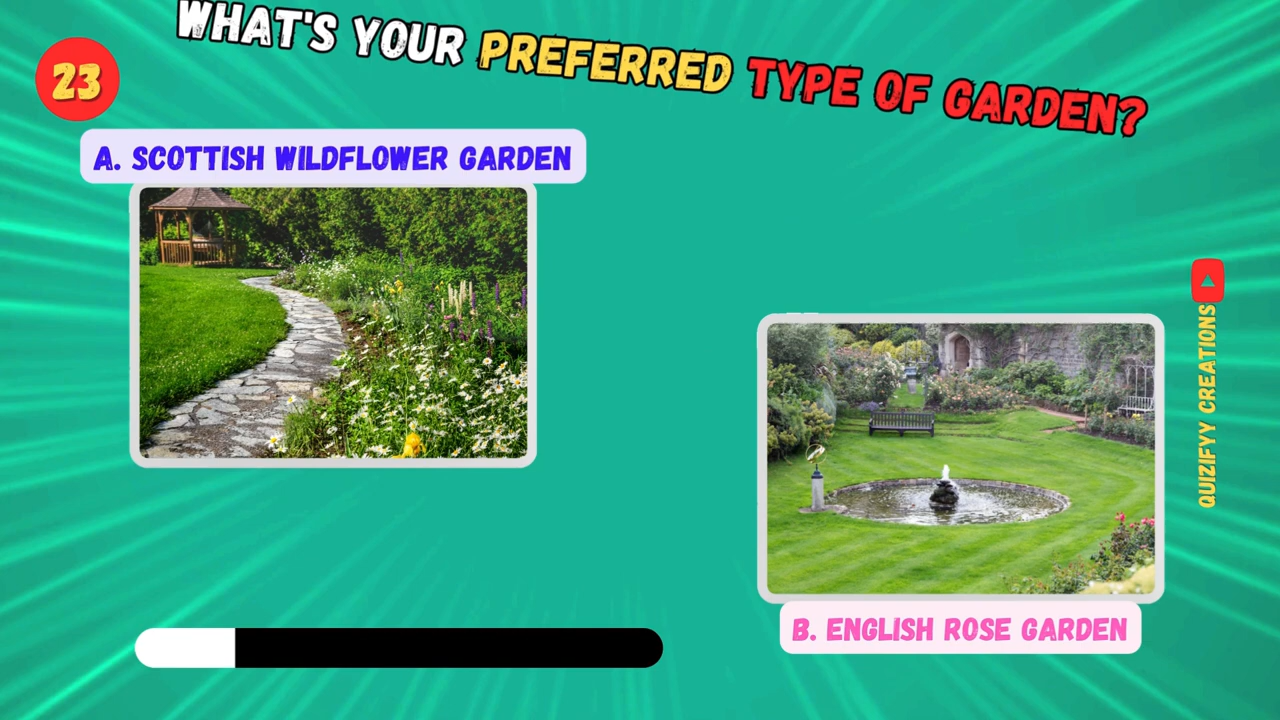 WHAT'S YOUR PREFERRED TYPE OF GARDEN?
23
A. SCOTTISH WILDFLOWER GARDEN
B. ENGLISH ROSE GARDEN
QUIZIFYY CREATIONS